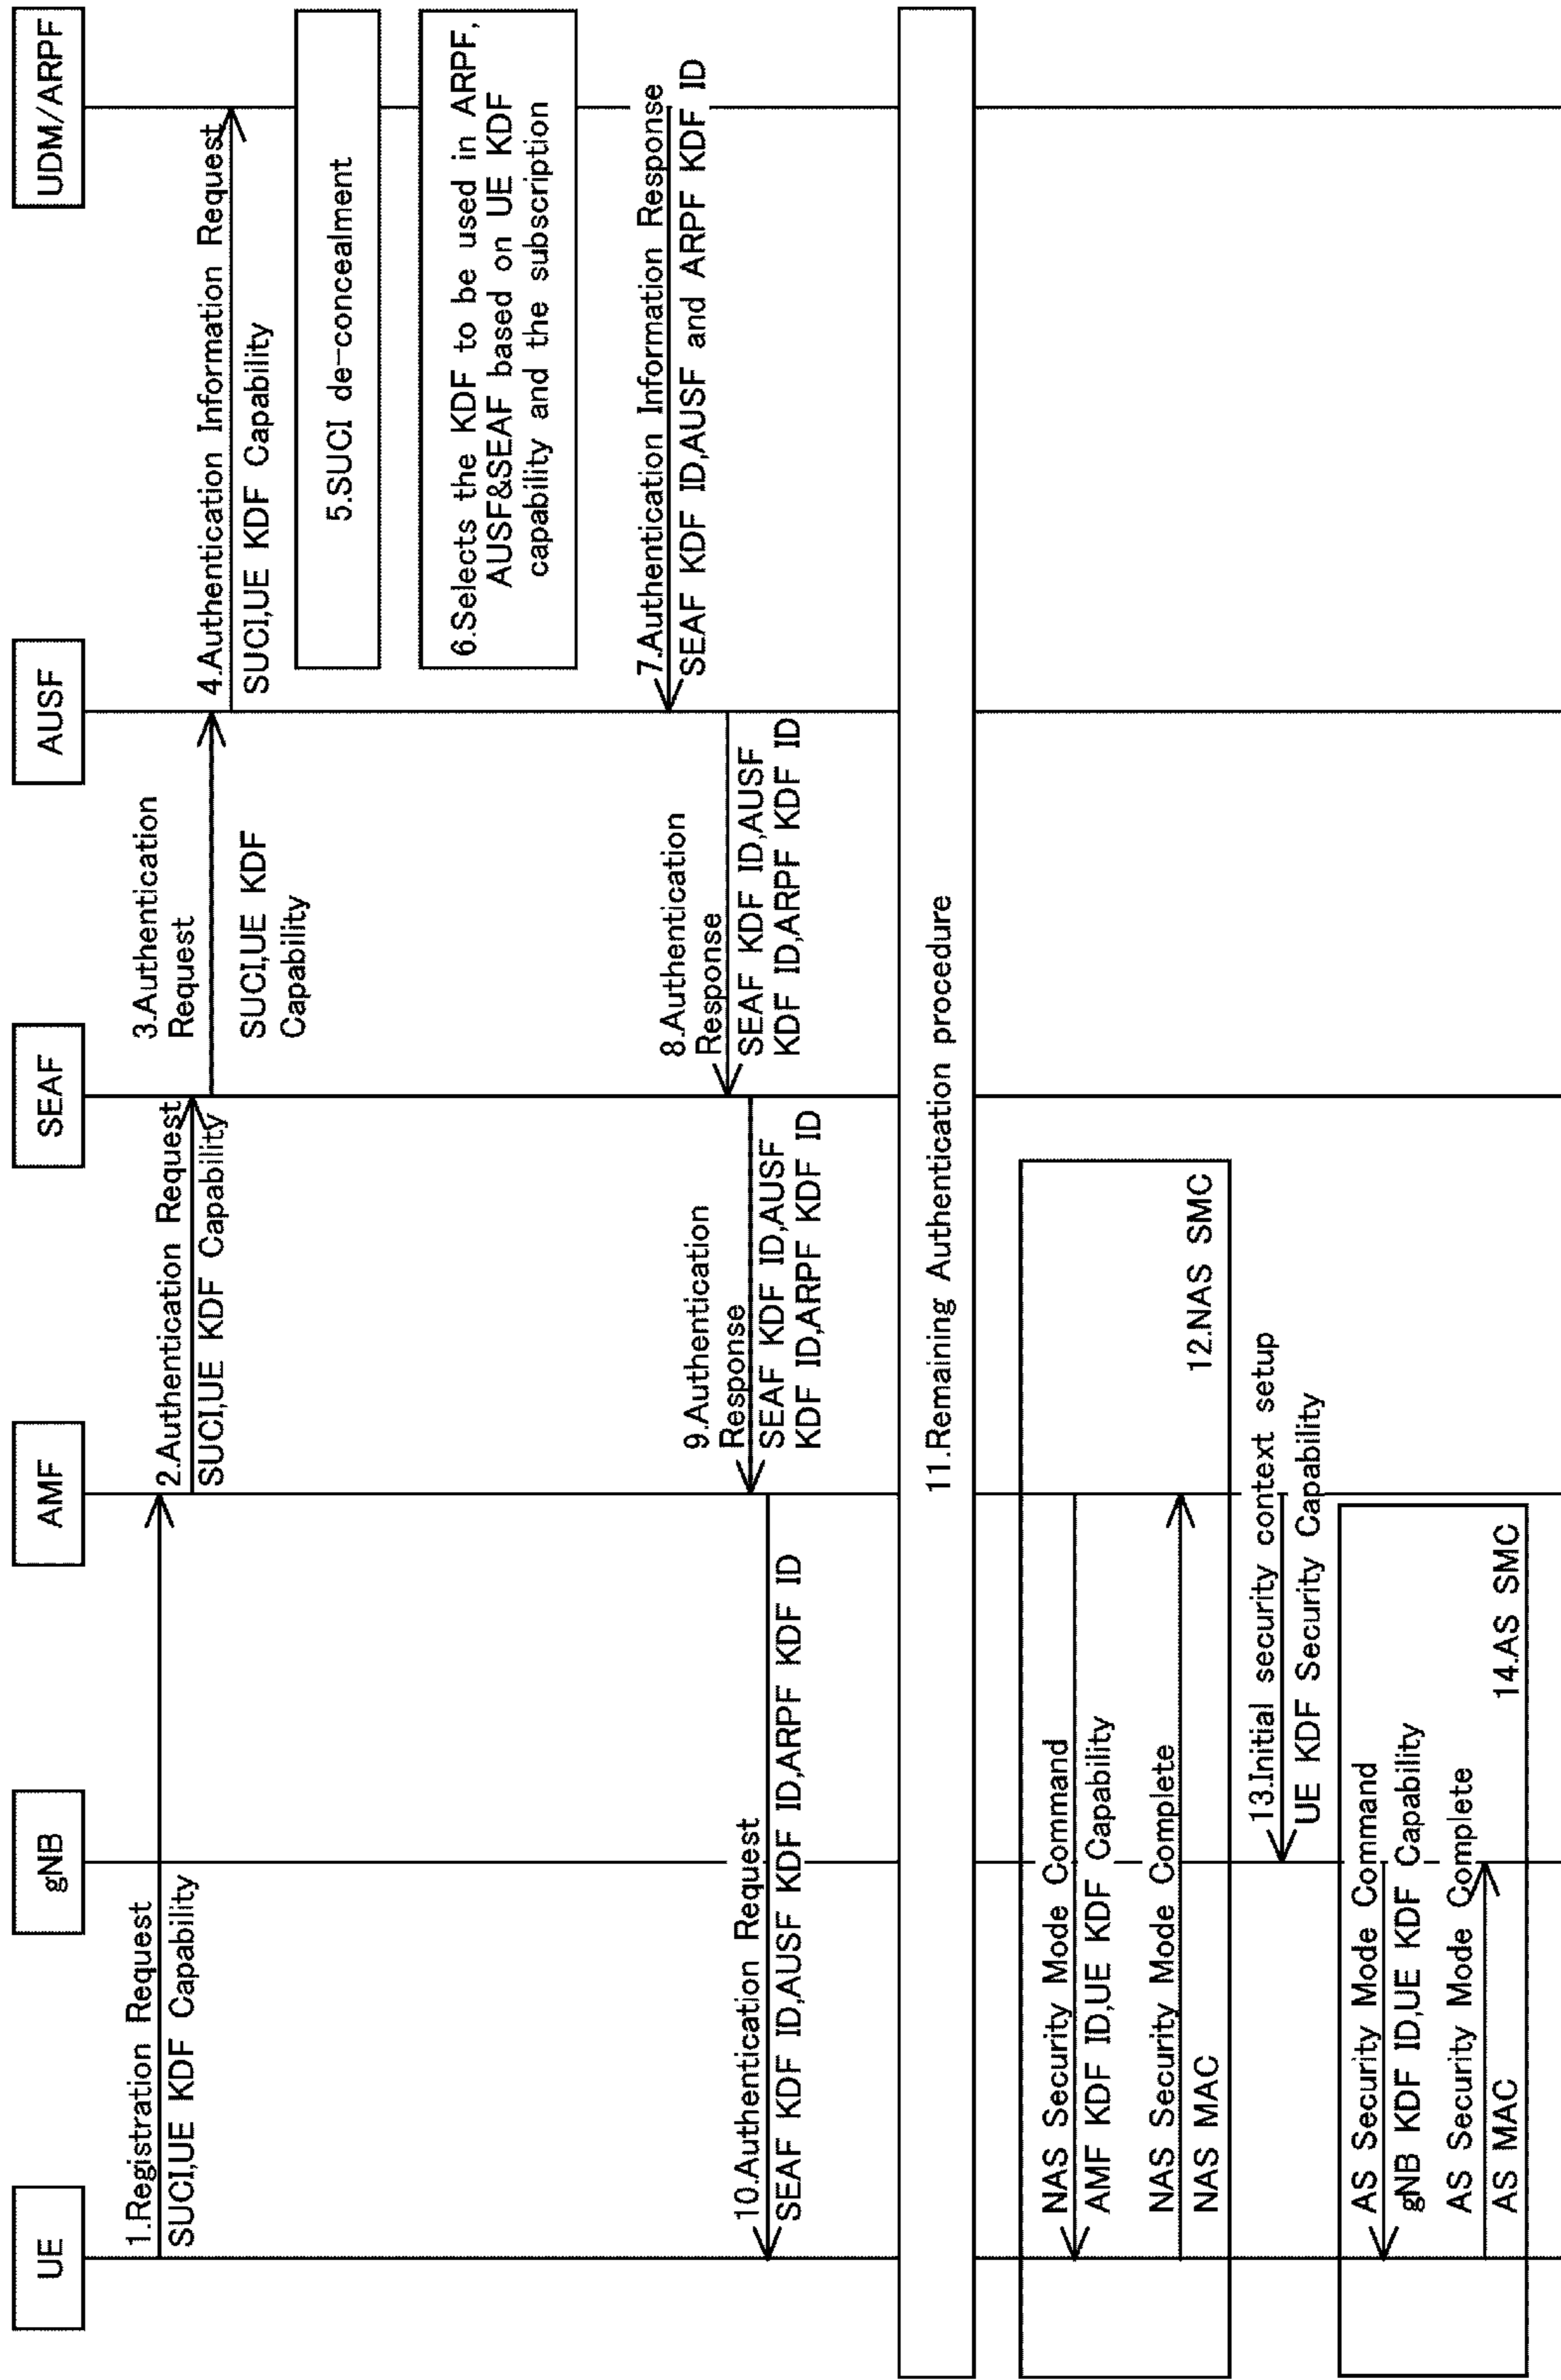 UE
gNB
AMF
SEAF
AUSF
UDM/ARPF
1.Registration Request
SUCI,UE KDF Capability
2.Authentication Request
SUCI,UE KDF Capability
3.Authentication
Request
SUCI,UE KDF
Capability
4.Authentication Information Request
SUCI,UE KDF Capability
5.SUCI de-concealment
6.Selects the KDF to be used in ARPF,
AUSF&SEAF based on UE KDF
capability and the subscription
7.Authentication Information Response
SEAF KDF ID,AUSF and ARPF KDF ID
8.Authentication
Response
SEAF KDF ID,AUSF
KDF ID,ARPF KDF ID
9.Authentication
Response
SEAF KDF ID,AUSF
KDF ID,ARPF KDF ID
10.Authentication Request
SEAF KDF ID,AUSF KDF ID,ARPF KDF ID
11.Remaining Authentication procedure
NAS Security Mode Command
AMF KDF ID,UE KDF Capability
NAS Security Mode Complete
NAS MAC
12.NAS SMC
13.Initial security context setup
UE KDF Security Capability
AS Security Mode Command
gNB KDF ID,UE KDF Capability
AS Security Mode Complete
AS MAC
14.AS SMC